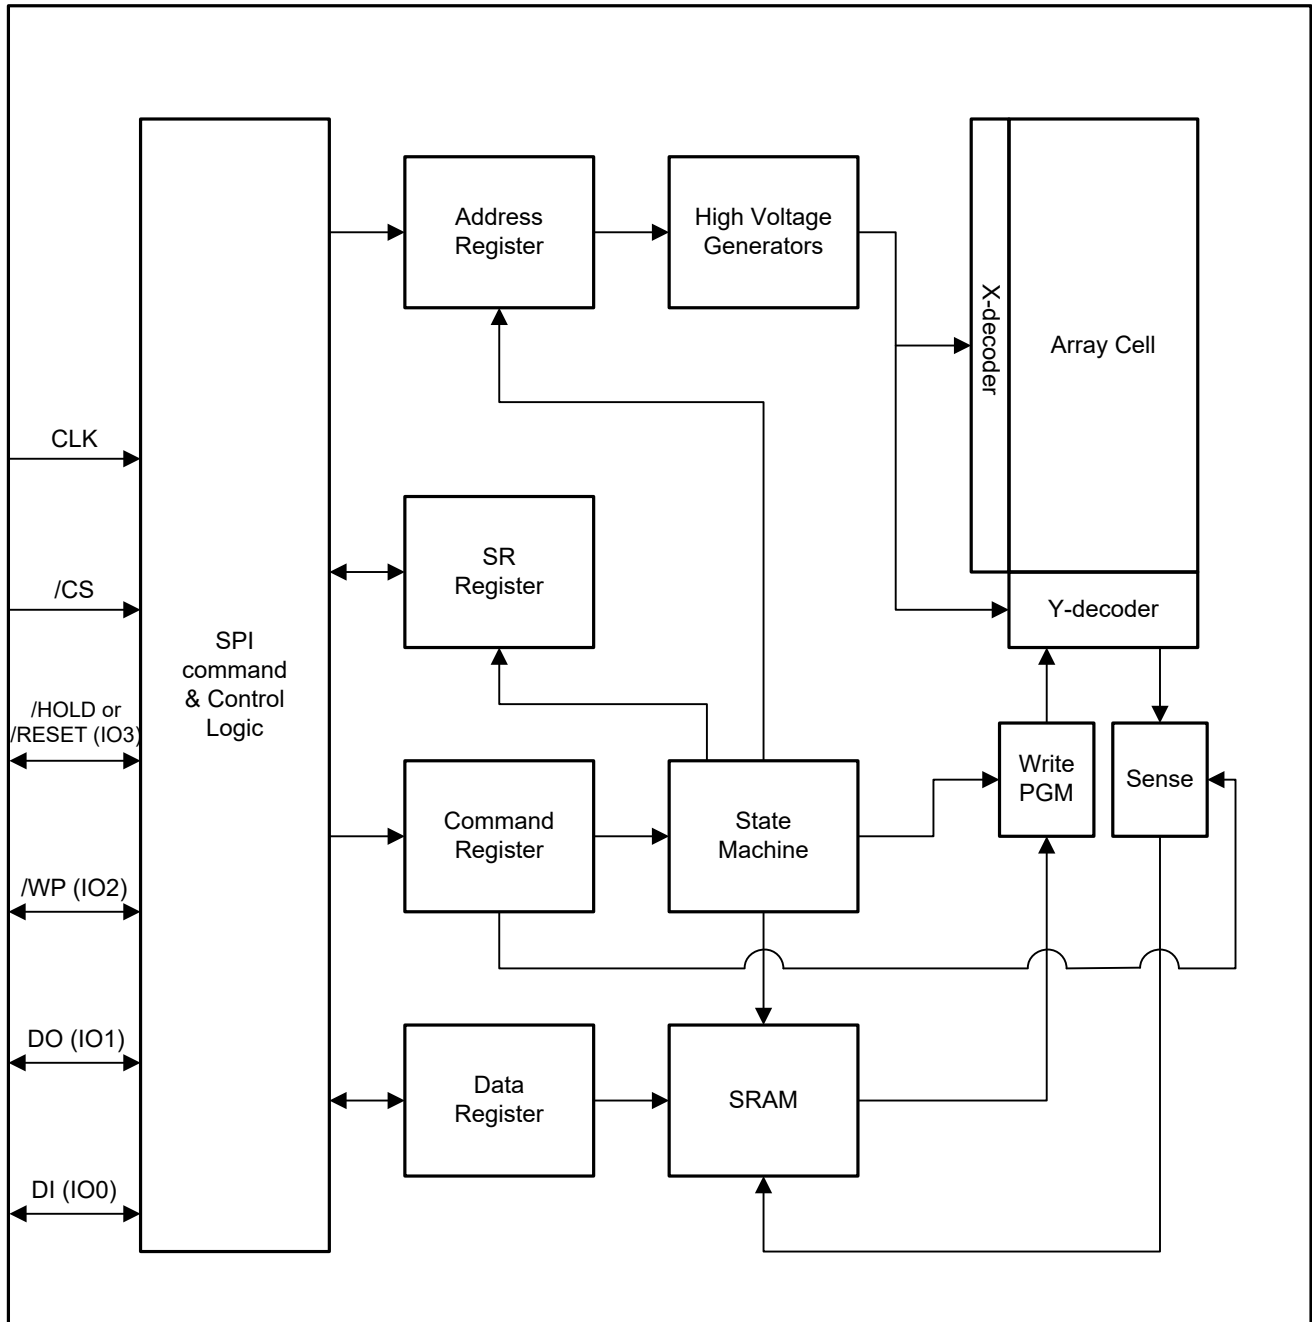 Address
Register
High Voltage
Generators
X-decoder
Array Cell
CLK
SR
Register
/CS
Y-decoder
SPI
command
& Control
Logic
/HOLD or
/RESET (IO3)
Write
PGM
Sense
Command
Register
State
Machine
/WP (IO2)
DO (IO1)
Data
Register
SRAM
DI (IO0)